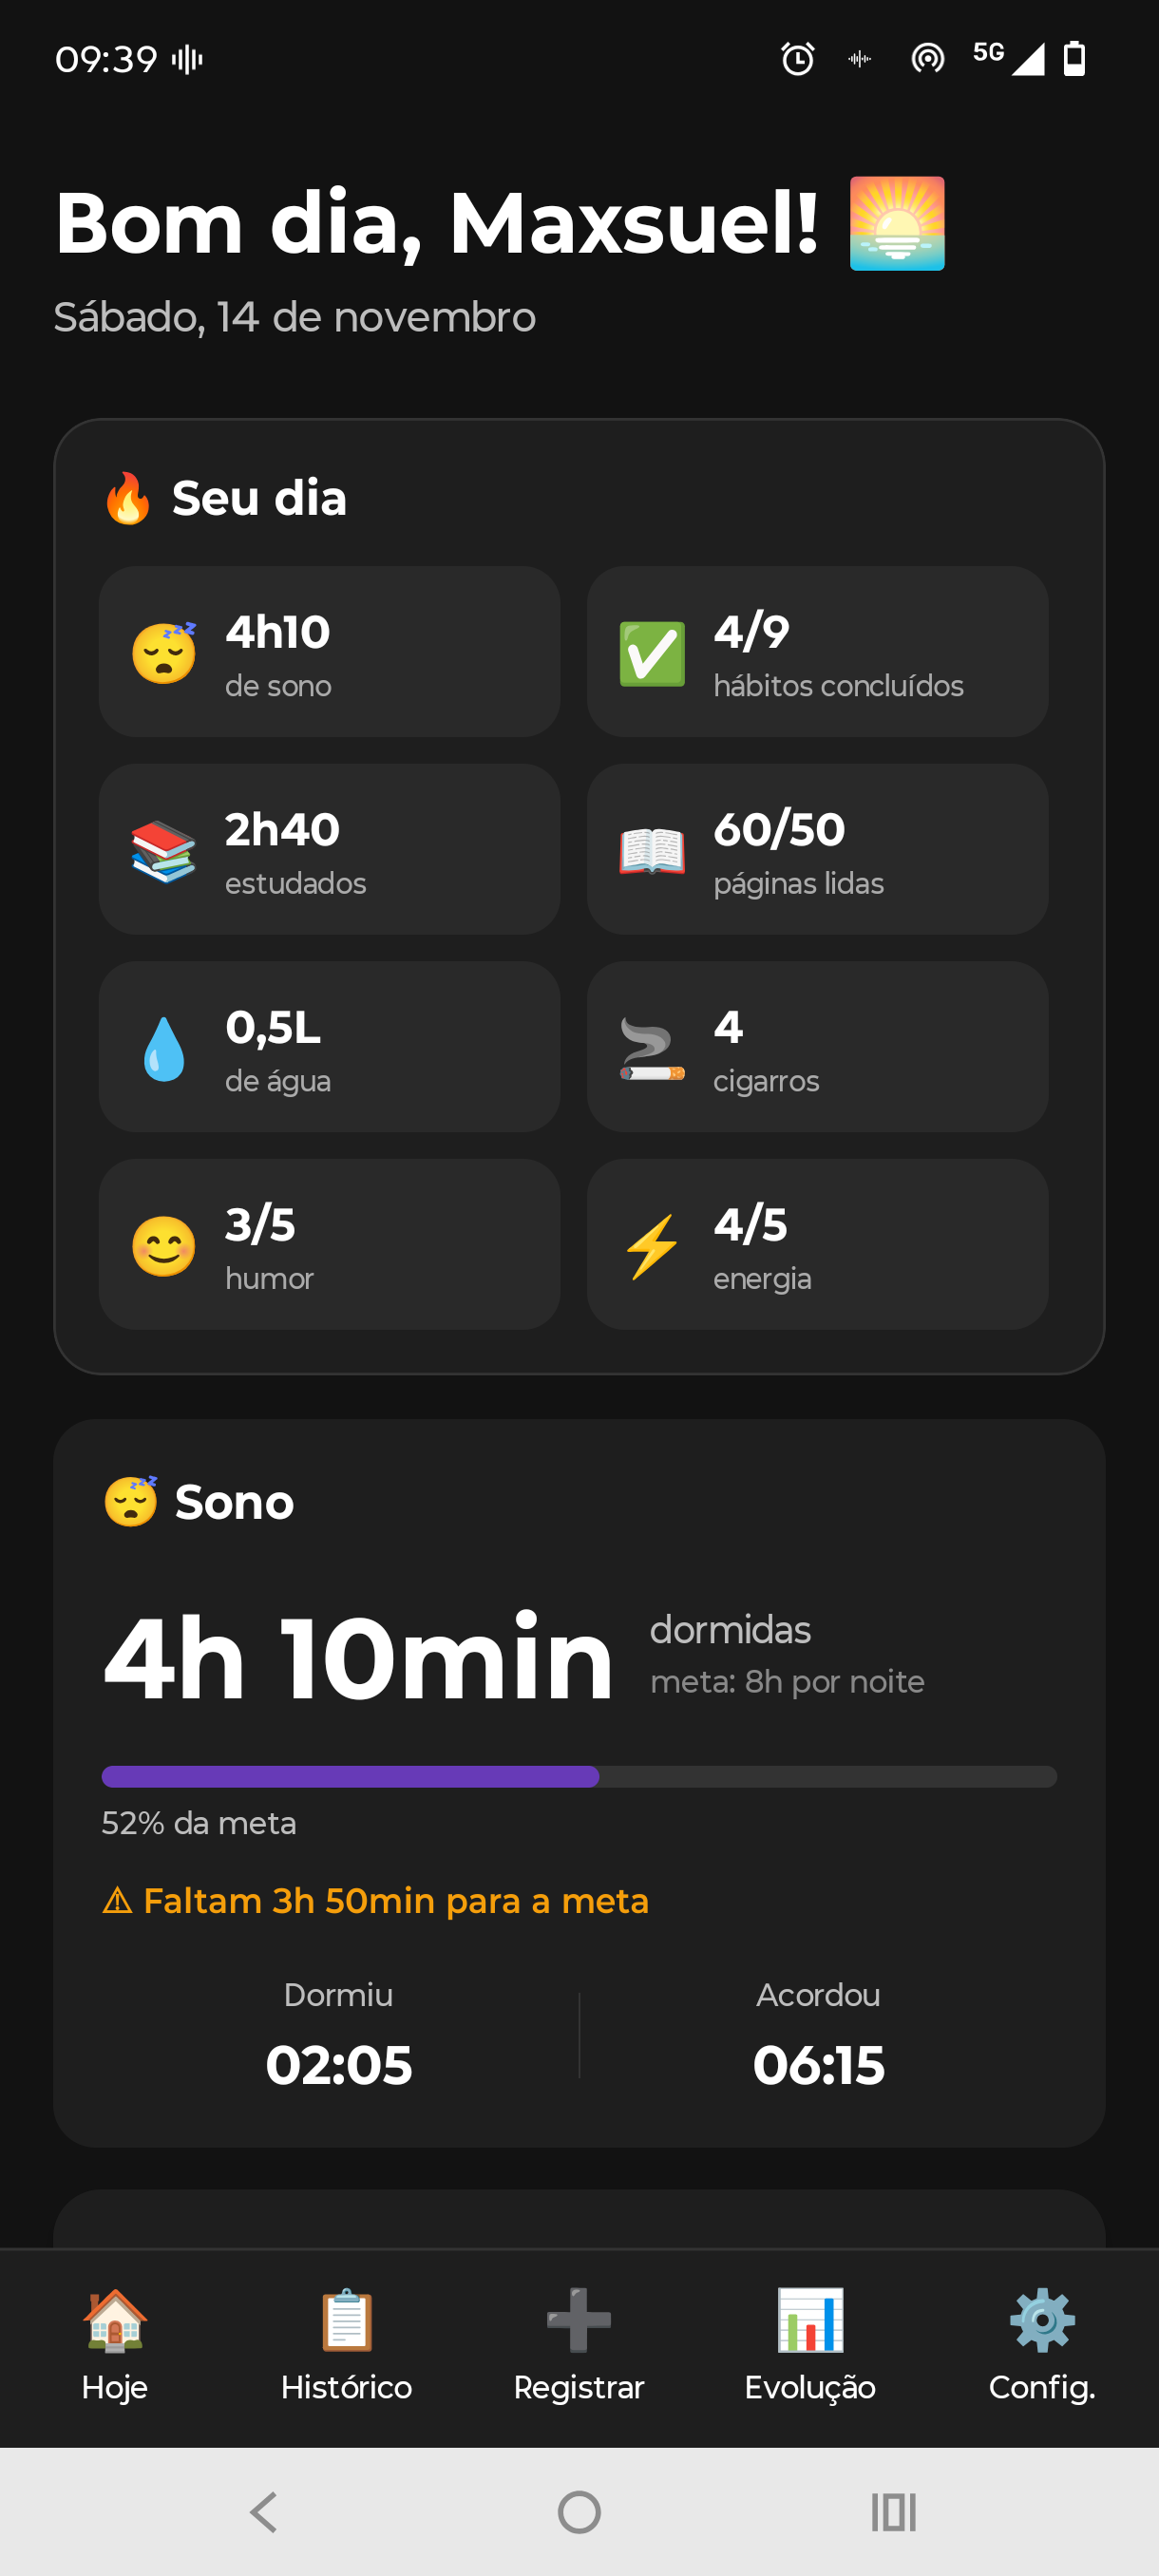 09:39
5G
Bom dia, Maxsuel! 🌅
Sábado, 14 de novembro
🔥 Seu dia
😴 4h10
de sono
✅ 4/9
hábitos concluídos
📚 2h40
estudados
📖 60/50
páginas lidas
💧 0,5L
de água
🚬 4
cigarros
😊 3/5
humor
⚡ 4/5
energia
😴 Sono
4h 10min
dormidas
meta: 8h por noite
52% da meta
⚠ Faltam 3h 50min para a meta
Dormiu
02:05
Acordou
06:15
Hoje
Histórico
Registrar
Evolução
Config.